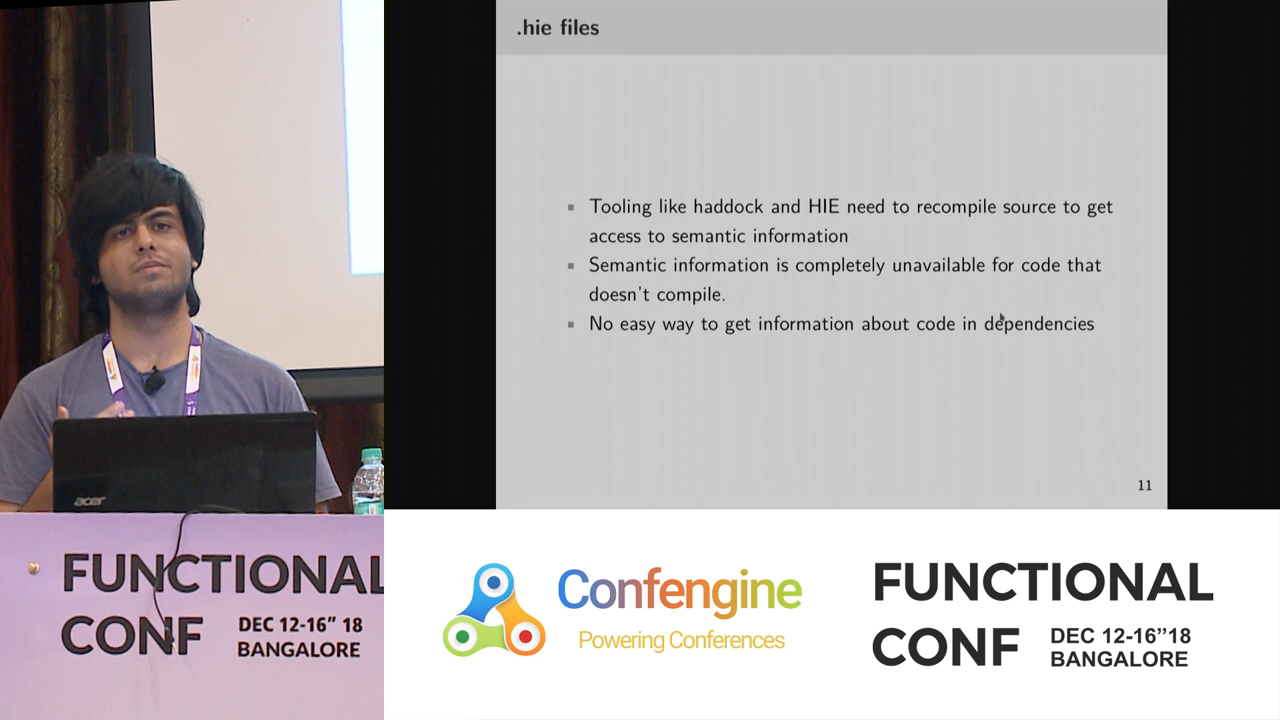 .hie files
Tooling like haddock and HIE need to recompile source to get
access to semantic information
Semantic information is completely unavailable for code that
doesn't compile.
No easy way to get information about code in dependencies
11
acer
FUNCTIONAL
CONF
DEC 12-16" 18
BANGALORE
Confengine
Powering Conferences
FUNCTIONAL
CONF
DEC 12-16”18
BANGALORE